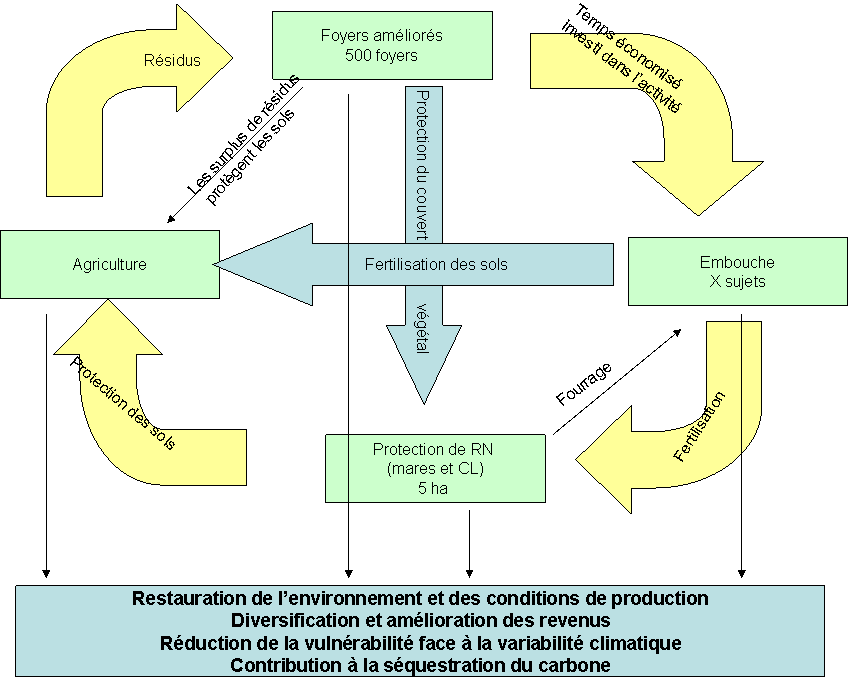 Foyers améliorés
500 foyers
Résidus
Temps économisé
investi dans l'activité
Les surplus de résidus
protègent les sols
Protection du couvert végétal
Agriculture
Fertilisation des sols
Embouche
X sujets
Protection des sols
Fourrage
Fertilisation
Protection de RN
(mares et CL)
5 ha
Restauration de l’environnement et des conditions de production
Diversification et amélioration des revenus
Réduction de la vulnérabilité face à la variabilité climatique
Contribution à la séquestration du carbone